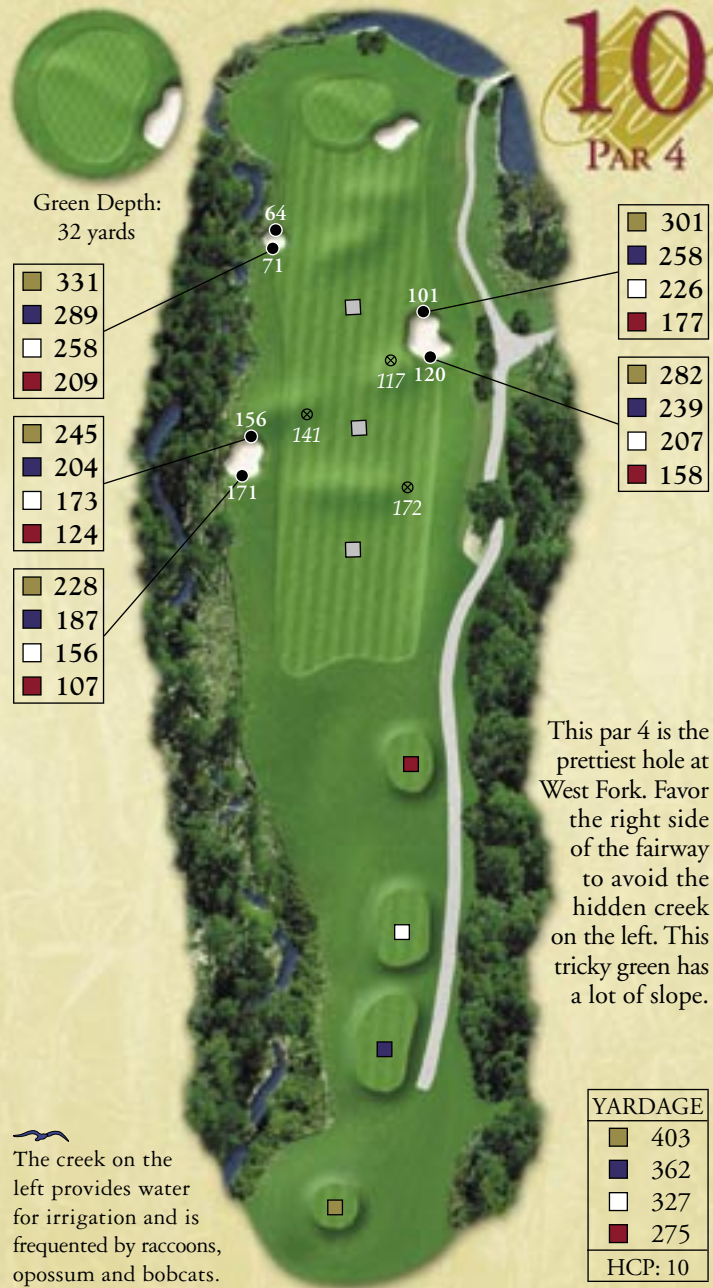 10
PAR 4
Green Depth:
32 yards
64
71
331
289
258
209
101
120
301
258
226
177
282
239
207
158
117
141
156
171
172
245
204
173
124
228
187
156
107
This par 4 is the
prettiest hole at
West Fork. Favor
the right side
of the fairway
to avoid the
hidden creek
on the left. This
tricky green has
a lot of slope.
The creek on the
left provides water
for irrigation and is
frequented by raccoons,
opossum and bobcats.
YARDAGE
403
362
327
275
HCP: 10